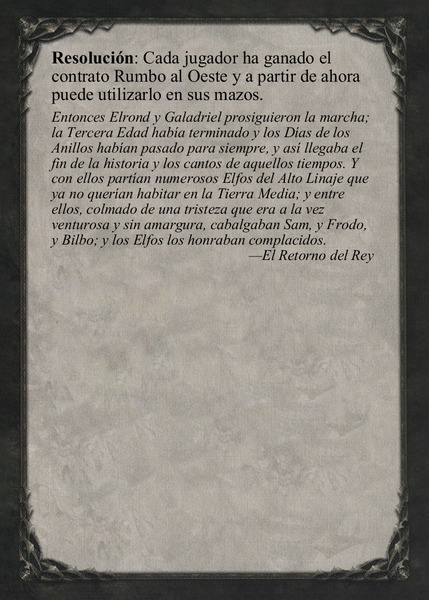 Resolución: Cada jugador ha ganado el
contrato Rumbo al Oeste y a partir de ahora
puede utilizarlo en sus mazos.
Entonces Elrond y Galadriel prosiguieron la marcha;
la Tercera Edad había terminado y los Días de los
Anillos habían pasado para siempre, y así llegaba el
fin de la historia y los cantos de aquellos tiempos. Y
con ellos partían numerosos Elfos del Alto Linaje que
ya no querían habitar en la Tierra Media; y entre
ellos, colmado de una tristeza que era a la vez
venturosa y sin amargura, cabalgaban Sam, y Frodo,
y Bilbo; y los Elfos los honraban complacidos.
—El Retorno del Rey